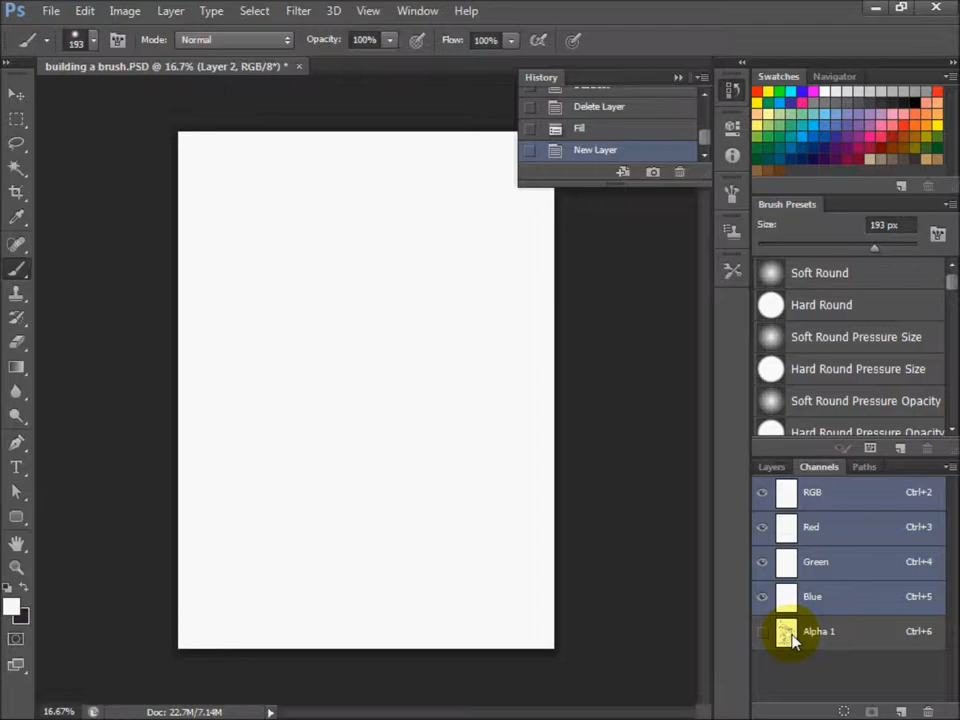 Ps File Edit Image Layer Type Select Filter 3D View Window Help
193 Mode: Normal Opacity: 100% Flow: 100%
building a brush.PSD @ 16.7% (Layer 2, RGB/8*) * ×
History
Delete Layer
Fill
New Layer
Swatches Navigator
Brush Presets
Size: 193 px
Soft Round
Hard Round
Soft Round Pressure Size
Hard Round Pressure Size
Soft Round Pressure Opacity
Hard Round Pressure Opacity
Layers Channels Paths
RGB Ctrl+2
Red Ctrl+3
Green Ctrl+4
Blue Ctrl+5
Alpha 1 Ctrl+6
16.67% Doc: 22.7M/7.14M